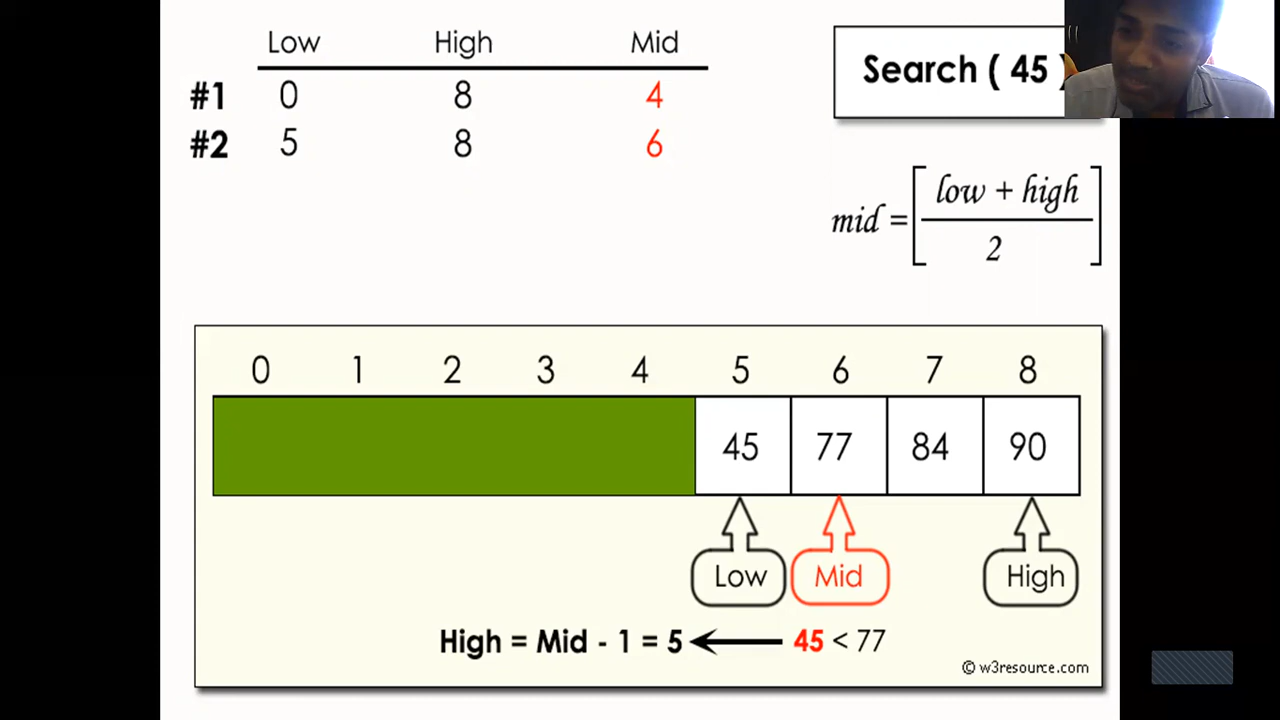 Low High Mid
#1 0 8 4
#2 5 8 6
Search ( 45 )
mid = [ low + high
2 ]
0 1 2 3 4 5 6 7 8
45 77 84 90
Low Mid High
High = Mid - 1 = 5 45 < 77
© w3resource.com